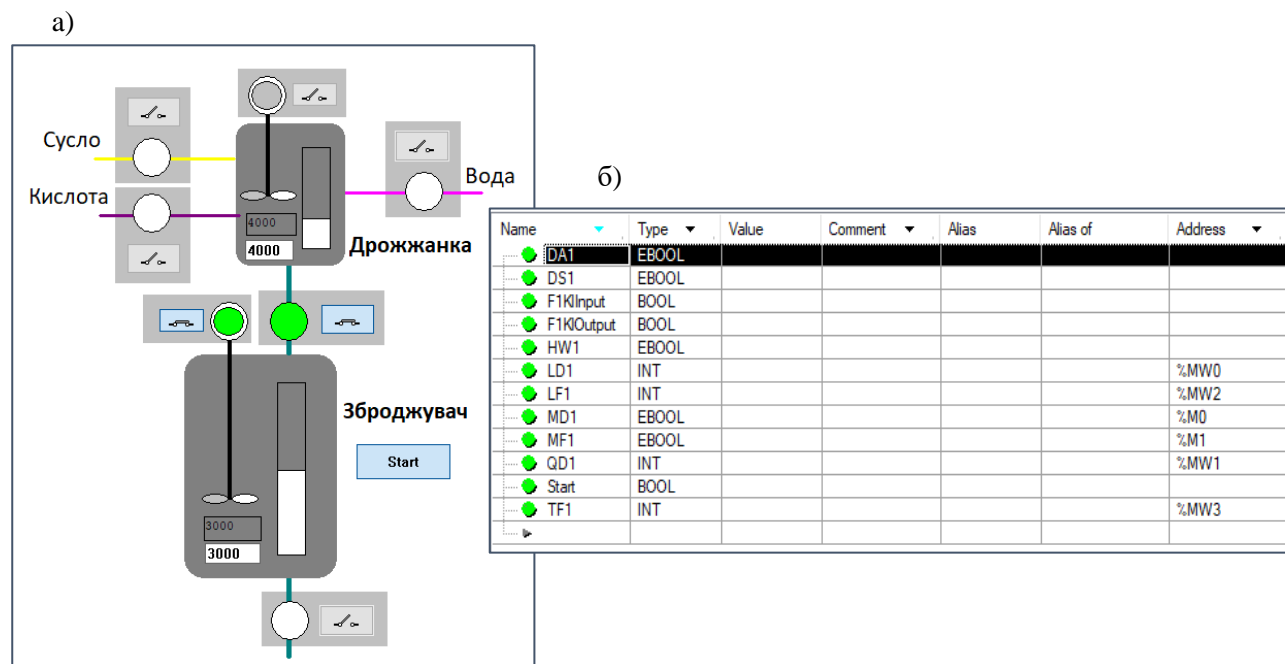 а)
Сусло
Кислота
Вода
4000
4000
Дрожжанка
Зброджувач
Start
3000
3000
б)
Name Type Value Comment Alias Alias of Address
DA1 EBOOL
DS1 EBOOL
F1KlInput BOOL
F1KlOutput BOOL
HW1 EBOOL
LD1 INT %MW0
LF1 INT %MW2
MD1 EBOOL %M0
MF1 EBOOL %M1
QD1 INT %MW1
Start BOOL
TF1 INT %MW3